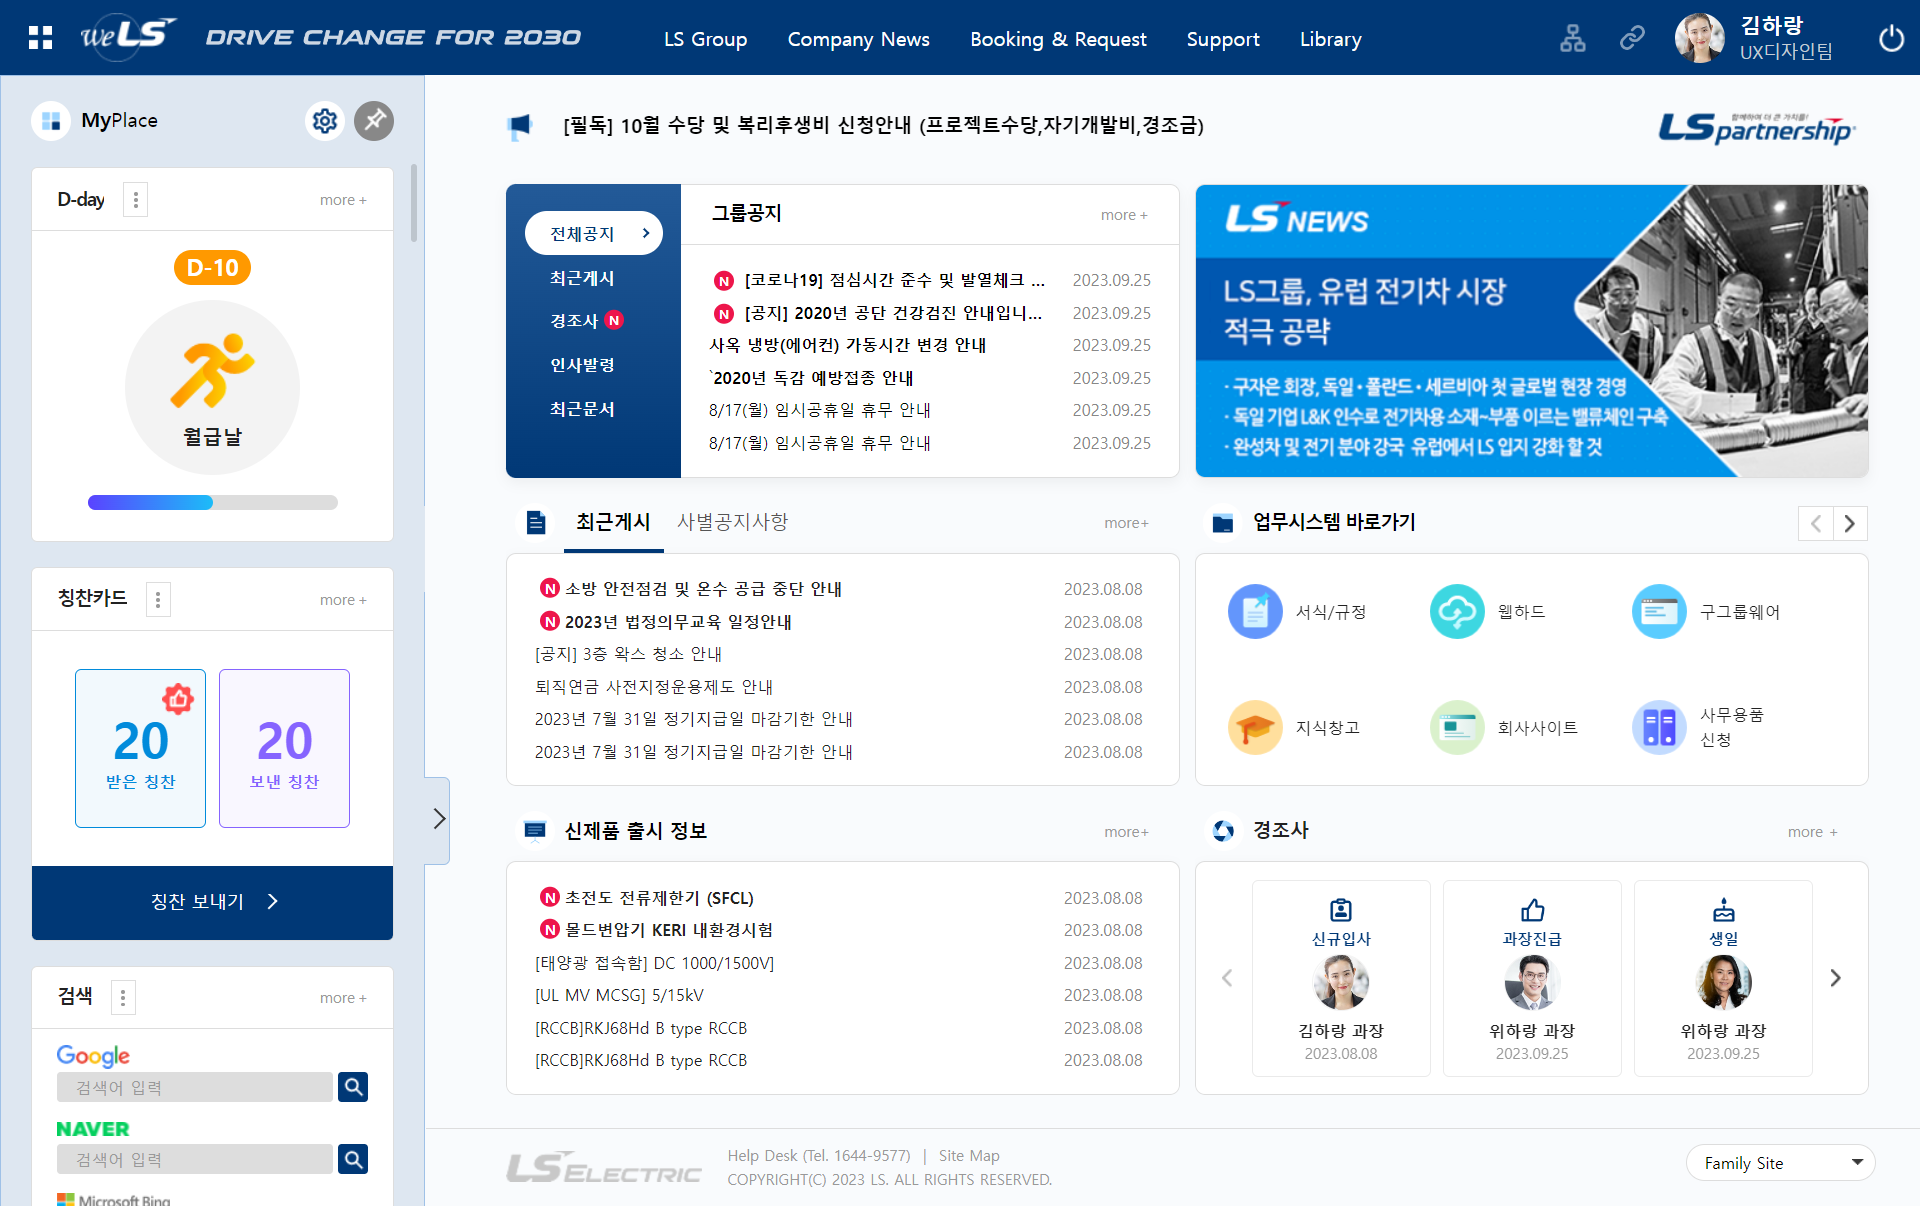 weLS
DRIVE CHANGE FOR 2030
LS Group
Company News
Booking & Request
Support
Library
김하랑
UX디자인팀
MyPlace
D-day
more +
D-10
월급날
칭찬카드
more +
20
받은 칭찬
20
보낸 칭찬
칭찬 보내기
검색
more +
Google
검색어 입력
NAVER
검색어 입력
Microsoft Bing
[필독] 10월 수당 및 복리후생비 신청안내 (프로젝트수당,자기개발비,경조금)
함께하여 더 큰 가치를!
LSpartnership
전체공지
최근게시
경조사 N
인사발령
최근문서
그룹공지
more +
N [코로나19] 점심시간 준수 및 발열체크 ... 2023.09.25
N [공지] 2020년 공단 건강검진 안내입니... 2023.09.25
사옥 냉방(에어컨) 가동시간 변경 안내 2023.09.25
`2020년 독감 예방접종 안내 2023.09.25
8/17(월) 임시공휴일 휴무 안내 2023.09.25
8/17(월) 임시공휴일 휴무 안내 2023.09.25
LS NEWS
LS그룹, 유럽 전기차 시장
적극 공략
· 구자은 회장, 독일·폴란드·세르비아 첫 글로벌 현장 경영
· 독일 기업 L&K 인수로 전기차용 소재~부품 이르는 밸류체인 구축
· 완성차 및 전기 분야 강국 유럽에서 LS 입지 강화 할 것
최근게시
사별공지사항
more+
N 소방 안전점검 및 온수 공급 중단 안내 2023.08.08
N 2023년 법정의무교육 일정안내 2023.08.08
[공지] 3층 왁스 청소 안내 2023.08.08
퇴직연금 사전지정운용제도 안내 2023.08.08
2023년 7월 31일 정기지급일 마감기한 안내 2023.08.08
2023년 7월 31일 정기지급일 마감기한 안내 2023.08.08
업무시스템 바로가기
서식/규정
웹하드
구그룹웨어
지식창고
회사사이트
사무용품
신청
신제품 출시 정보
more+
N 초전도 전류제한기 (SFCL) 2023.08.08
N 몰드변압기 KERI 내환경시험 2023.08.08
[태양광 접속함] DC 1000/1500V] 2023.08.08
[UL MV MCSG] 5/15kV 2023.08.08
[RCCB]RKJ68Hd B type RCCB 2023.08.08
[RCCB]RKJ68Hd B type RCCB 2023.08.08
경조사
more +
신규입사
김하랑 과장
2023.08.08
과장진급
위하랑 과장
2023.09.25
생일
위하랑 과장
2023.09.25
LS ELECTRIC
Help Desk (Tel. 1644-9577) | Site Map
COPYRIGHT(C) 2023 LS. ALL RIGHTS RESERVED.
Family Site